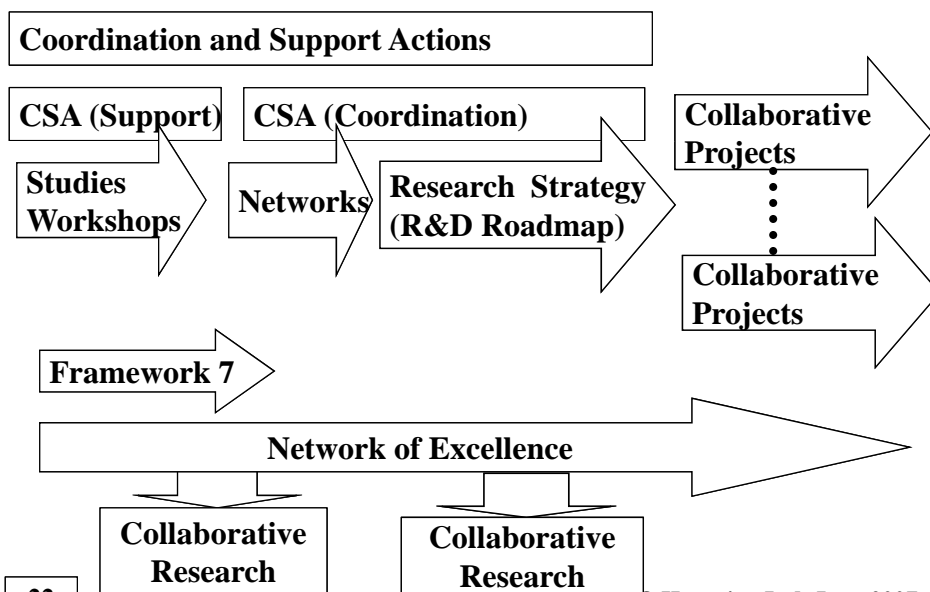 Coordination and Support Actions
CSA (Support)
CSA (Coordination)
Studies
Workshops
Networks
Research Strategy
(R&D Roadmap)
Collaborative
Projects
Collaborative
Projects
Framework 7
Network of Excellence
Collaborative
Research
Collaborative
Research